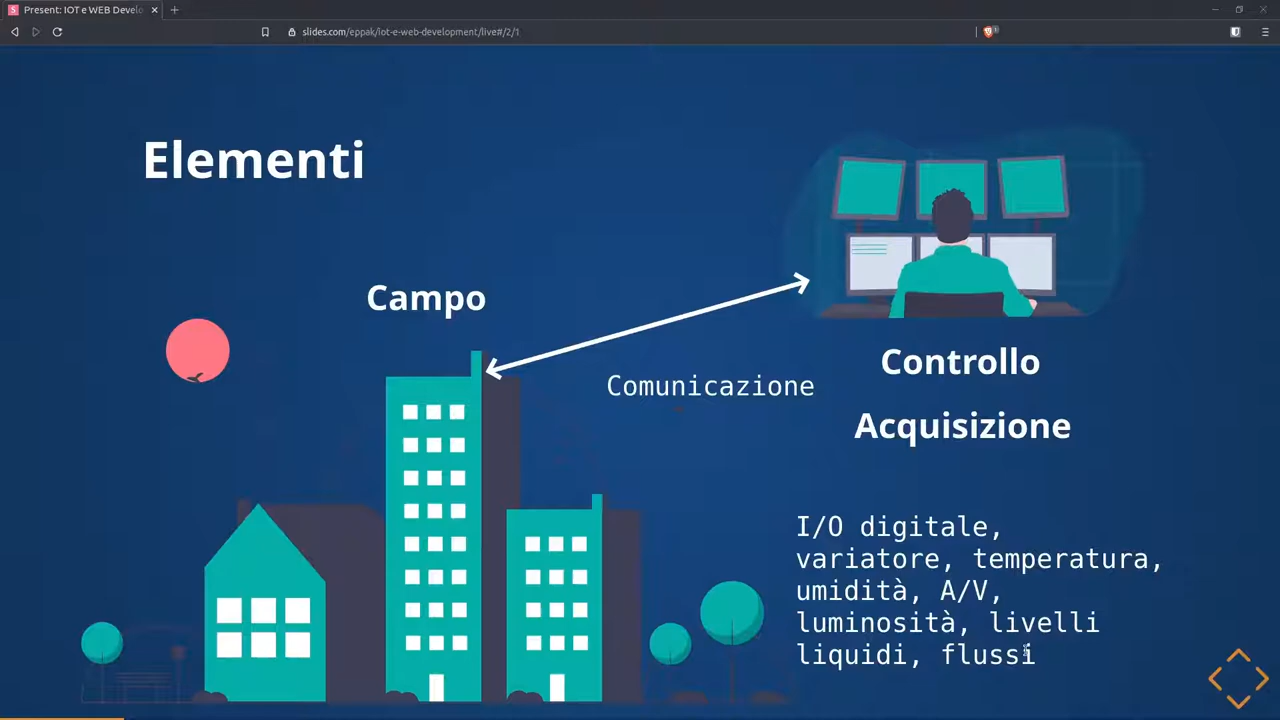 Present: IOT e WEB Develo
slides.com/eppak/iot-e-web-development/live#/2/1
Elementi
Campo
Comunicazione
Controllo
Acquisizione
I/O digitale,
variatore, temperatura,
umidità, A/V,
luminosità, livelli
liquidi, flussi